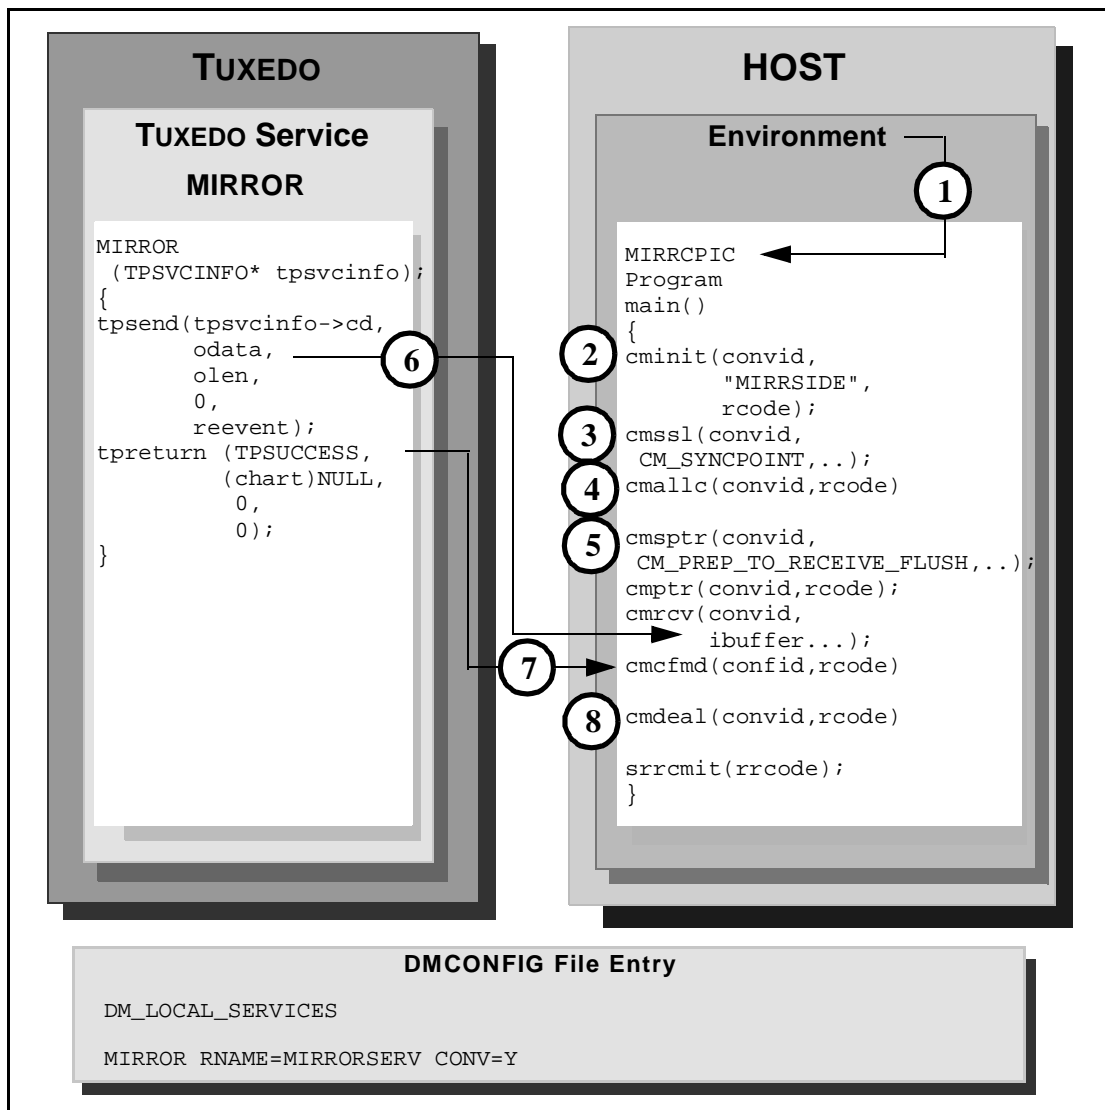 TUXEDO
TUXEDO Service
MIRROR
MIRROR
(TPSVCINFO* tpsvcinfo);
{
tpsend(tpsvcinfo->cd,
odata,
olen,
0,
reevent);
tpreturn (TPSUCCESS,
(chart)NULL,
0,
0);
}
6
7
HOST
Environment
1
MIRRCPIC
Program
main()
{
2
cminit(convid,
"MIRRSIDE",
rcode);
3
cmssl(convid,
CM_SYNCPOINT,..);
4
cmallc(convid,rcode)
5
cmsptr(convid,
CM_PREP_TO_RECEIVE_FLUSH,..);
cmptr(convid,rcode);
cmrcv(convid,
ibuffer...);
cmcfmd(confid,rcode)
8
cmdeal(convid,rcode)
srrcmit(rrcode);
}
DMCONFIG File Entry
DM_LOCAL_SERVICES
MIRROR RNAME=MIRRORSERV CONV=Y